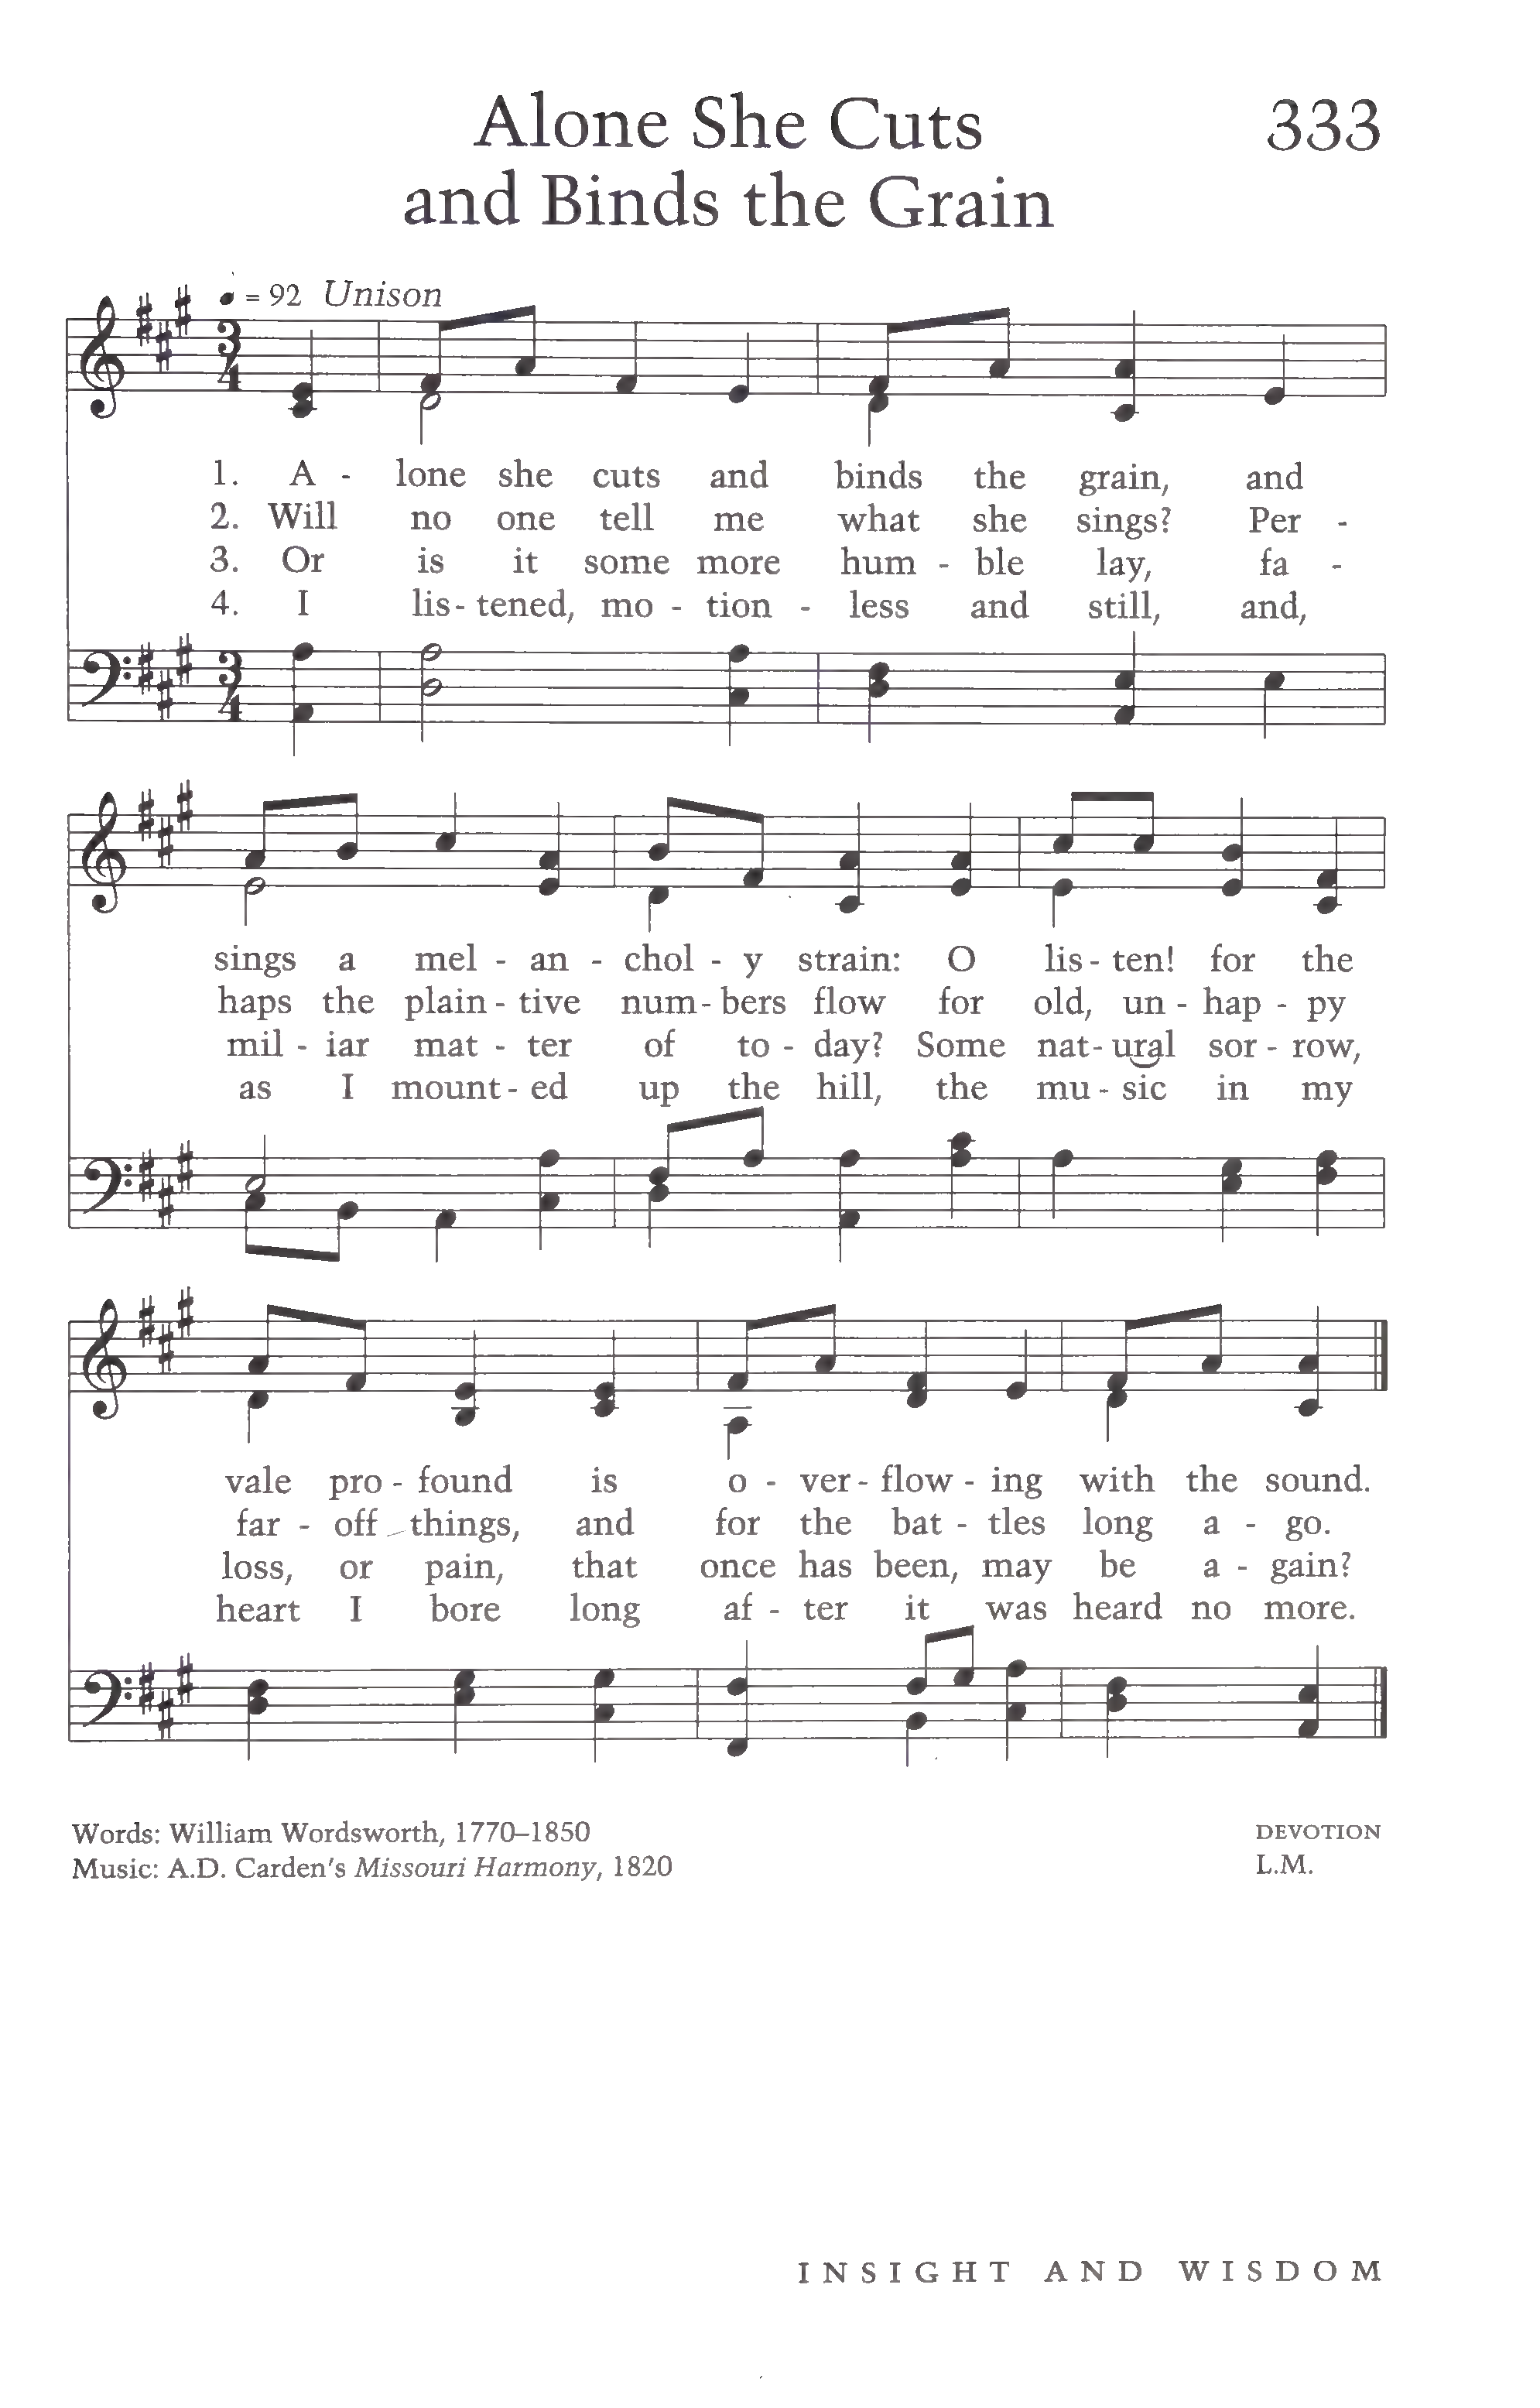 Alone She Cuts
and Binds the Grain
333
= 92 Unison
3
4
1. A - lone she cuts and binds the grain, and
2. Will no one tell me what she sings? Per -
3. Or is it some more hum - ble lay, fa -
4. I lis - tened, mo - tion - less and still, and,
3
4
sings a mel - an - chol - y strain: O lis - ten! for the
haps the plain - tive num - bers flow for old, un - hap - py
mil - iar mat - ter of to - day? Some nat - ural sor - row,
as I mount - ed up the hill, the mu - sic in my
vale pro - found is o - ver - flow - ing with the sound.
far - off things, and for the bat - tles long a - go.
loss, or pain, that once has been, may be a - gain?
heart I bore long af - ter it was heard no more.
Words: William Wordsworth, 1770–1850
Music: A.D. Carden's Missouri Harmony, 1820
DEVOTION
L.M.
INSIGHT AND WISDOM